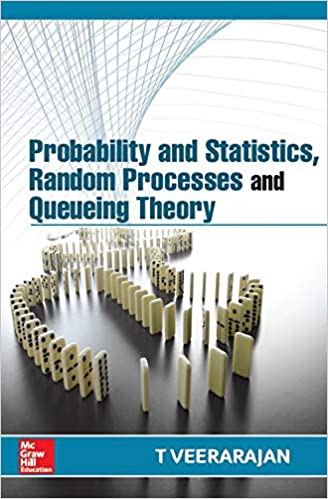 Probability and Statistics,
Random Processes and
Queueing Theory
Mc
Graw
Hill
Education
T VEERARAJAN